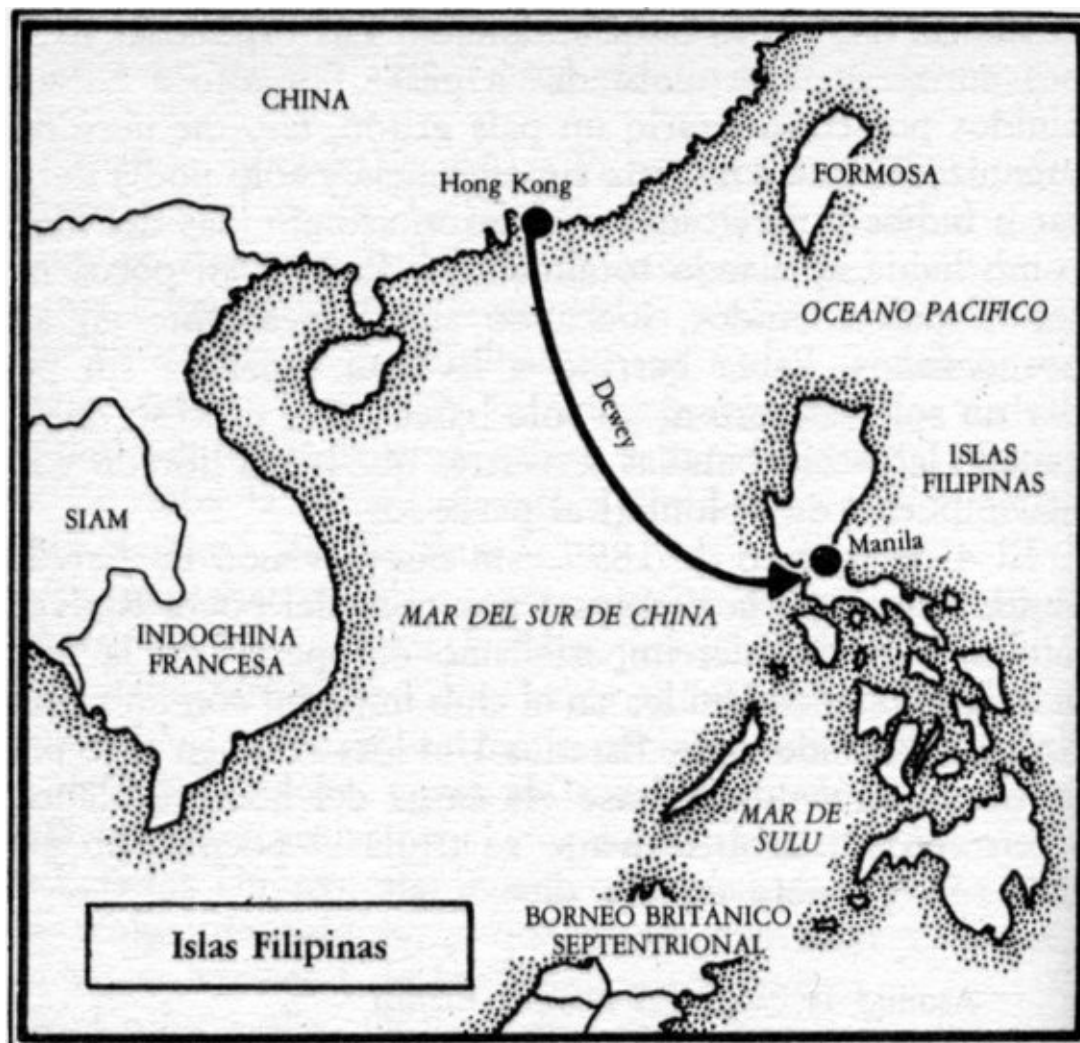 CHINA
Hong Kong
FORMOSA
OCEANO PACIFICO
Dewey
ISLAS
FILIPINAS
SIAM
Manila
MAR DEL SUR DE CHINA
INDOCHINA
FRANCESA
MAR DE
SULU
BORNEO BRITÁNICO
SEPTENTRIONAL
Islas Filipinas